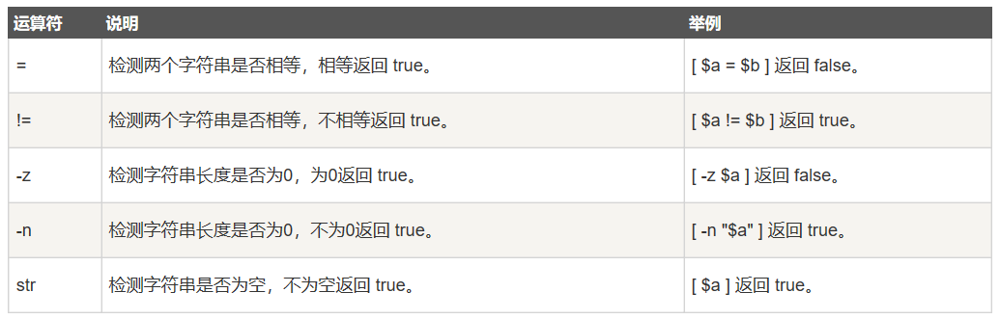 运算符 说明 举例
= 检测两个字符串是否相等，相等返回 true。 [ $a = $b ] 返回 false。
!= 检测两个字符串是否相等，不相等返回 true。 [ $a != $b ] 返回 true。
-z 检测字符串长度是否为0，为0返回 true。 [ -z $a ] 返回 false。
-n 检测字符串长度是否为0，不为0返回 true。 [ -n "$a" ] 返回 true。
str 检测字符串是否为空，不为空返回 true。 [ $a ] 返回 true。